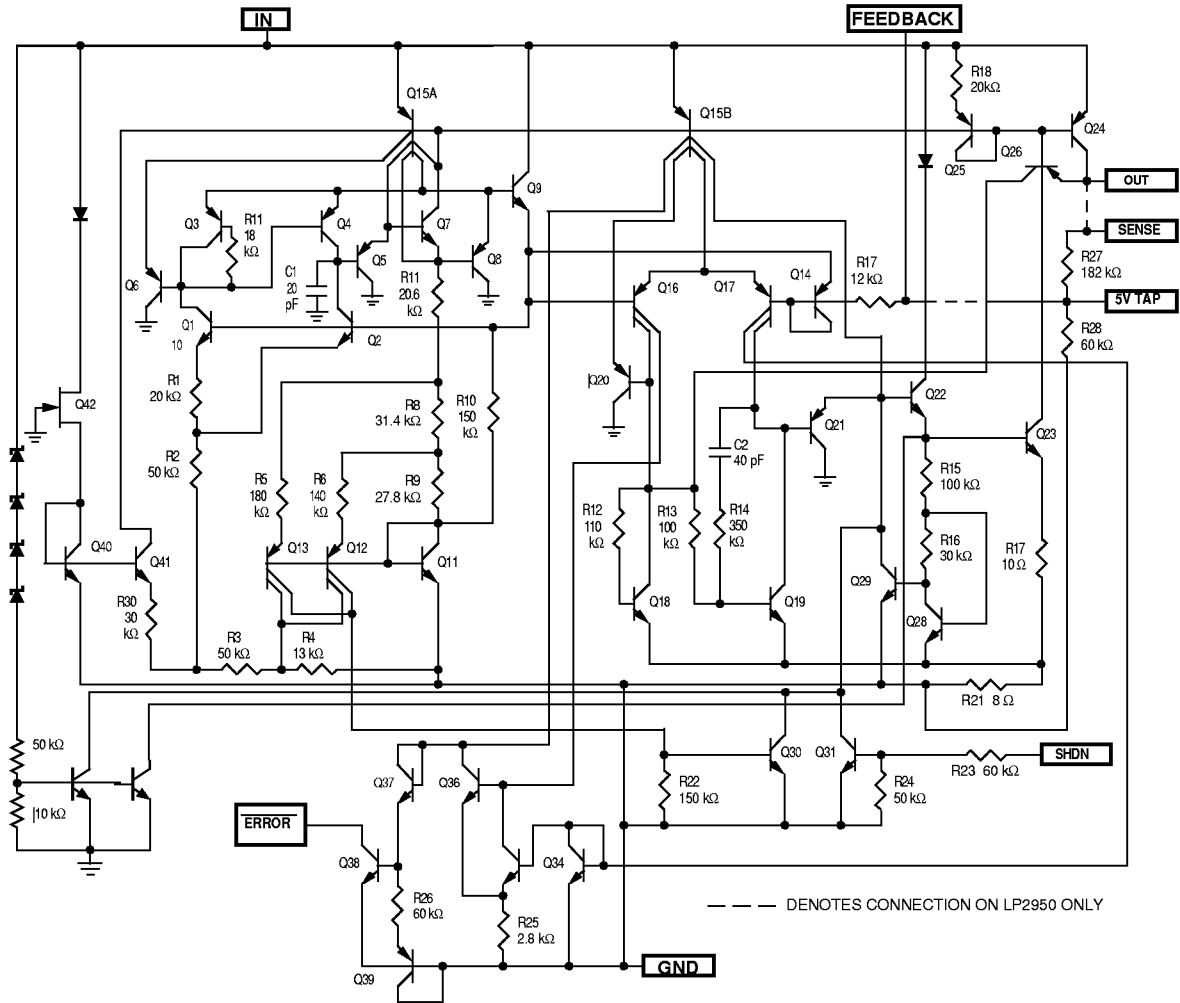 IN
FEEDBACK
R18
20kΩ
Q15A
Q15B
Q24
Q26
Q25
OUT
Q9
Q3
R11
18
kΩ
Q4
Q7
SENSE
Q5
Q8
R27
182 kΩ
Q6
C1
20
pF
R11
20.6
kΩ
Q16
Q17
Q14
R17
12 kΩ
5V TAP
Q1
10
Q2
R28
60 kΩ
R1
20 kΩ
Q20
Q42
R8
31.4 kΩ
R10
150
kΩ
Q22
Q21
Q23
R2
50 kΩ
C2
40 pF
R5
180
kΩ
R6
140
kΩ
R9
27.8 kΩ
R15
100 kΩ
R12
110
kΩ
R13
100
kΩ
R14
350
kΩ
Q40
Q41
Q13
Q12
Q11
R16
30 kΩ
R17
10 Ω
Q29
R30
30
kΩ
Q18
Q19
Q28
R3
50 kΩ
R4
13 kΩ
R21 8 Ω
50 kΩ
Q30
Q31
SHDN
Q37
Q36
R23 60 kΩ
R22
150 kΩ
R24
50 kΩ
10 kΩ
ERROR
Q38
Q34
R26
60 kΩ
DENOTES CONNECTION ON LP2950 ONLY
R25
2.8 kΩ
Q39
GND